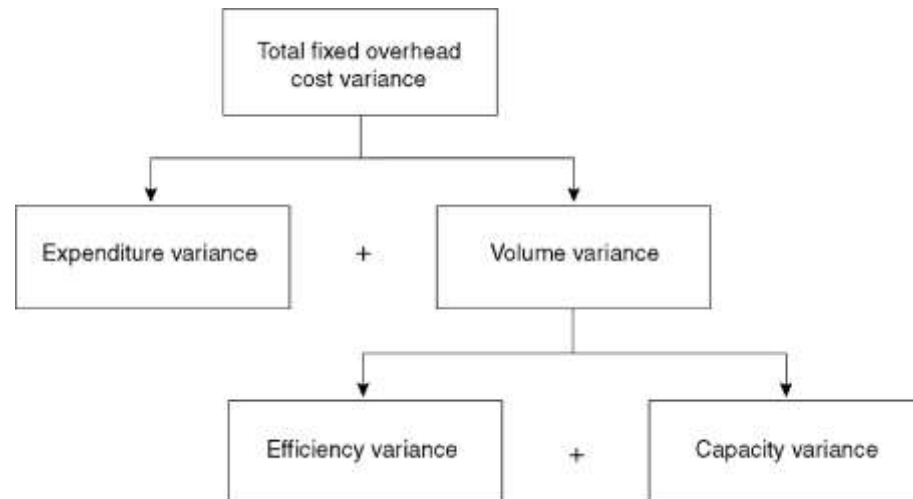 Total fixed overhead
cost variance
Expenditure variance
+
Volume variance
Efficiency variance
+
Capacity variance